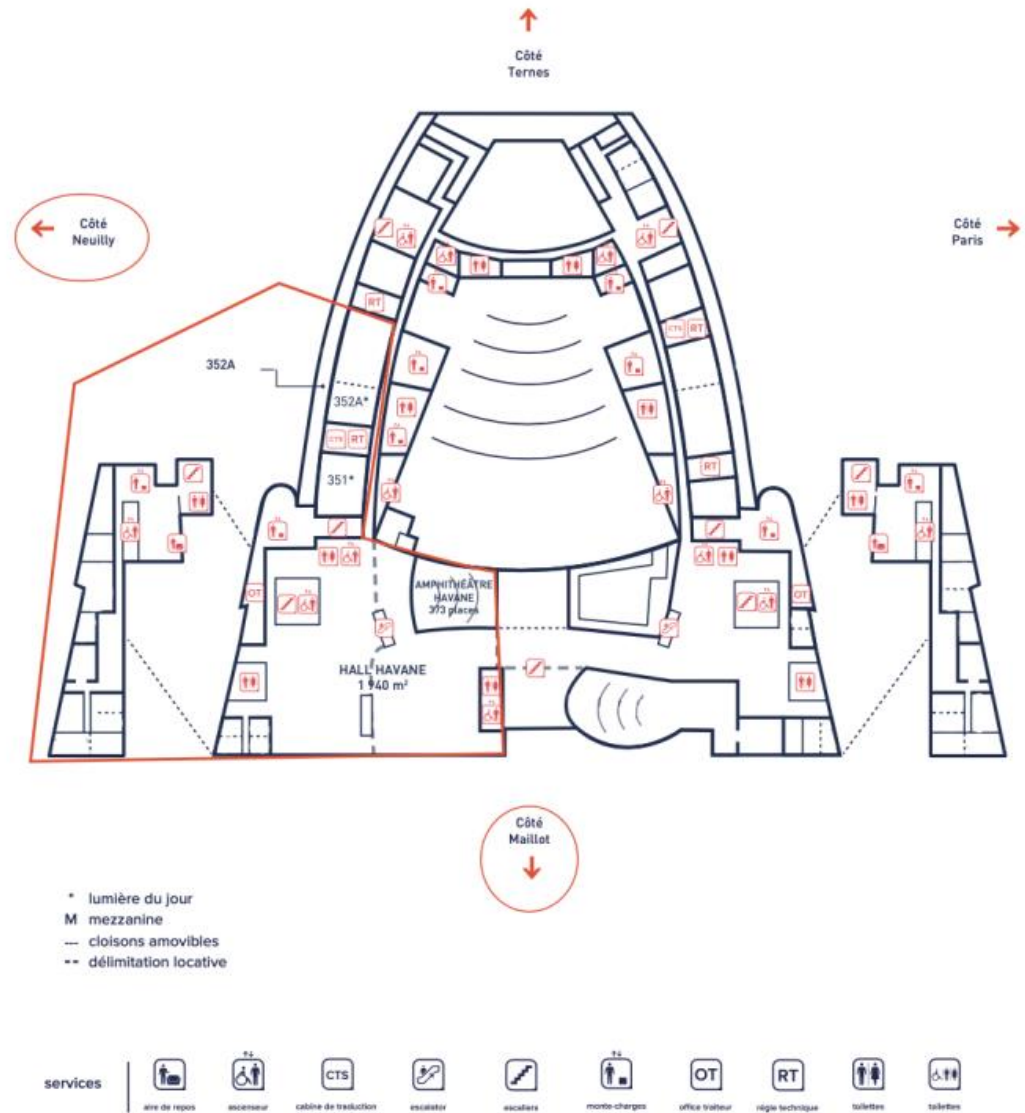 Côté
Ternes
Côté
Neuilly
Côté
Paris
RT
CTS RT
352A
352A*
CTS RT
351*
RT
OT
AMPHITHÉÂTRE
HAVANE
373 places
OT
HALL HAVANE
1 940 m²
Côté
Maillot
* lumière du jour
M mezzanine
--- cloisons amovibles
-- délimitation locative
services
CTS
OT
RT
aire de repos
ascenseur
cabine de traduction
escalator
escaliers
monte-charges
office traiteur
régie technique
toilettes
toilettes